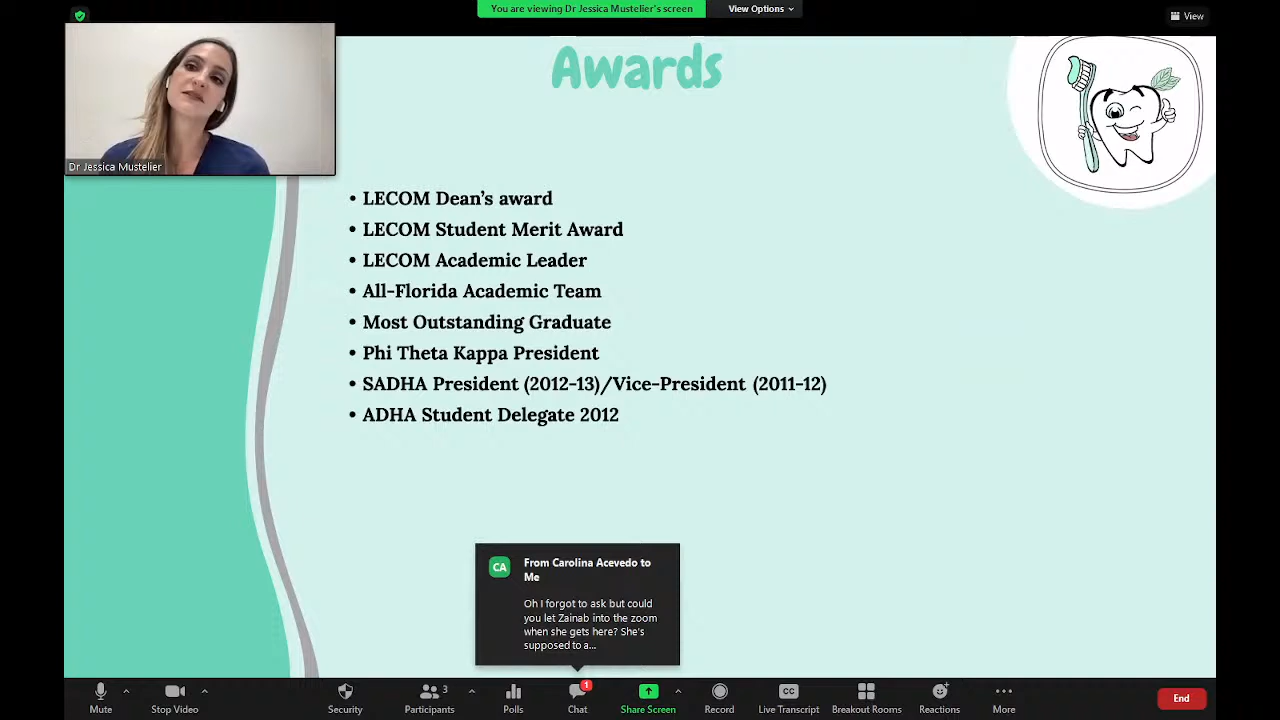 You are viewing Dr Jessica Mustelier's screen
View Options
View
Dr Jessica Mustelier
Awards
• LECOM Dean's award
• LECOM Student Merit Award
• LECOM Academic Leader
• All-Florida Academic Team
• Most Outstanding Graduate
• Phi Theta Kappa President
• SADHA President (2012-13)/Vice-President (2011-12)
• ADHA Student Delegate 2012
CA
From Carolina Acevedo to
Me
Oh I forgot to ask but could
you let Zainab into the zoom
when she gets here? She's
supposed to a...
Mute
Stop Video
Security
3
Participants
Polls
1
Chat
Share Screen
Record
CC
Live Transcript
Breakout Rooms
Reactions
More
End